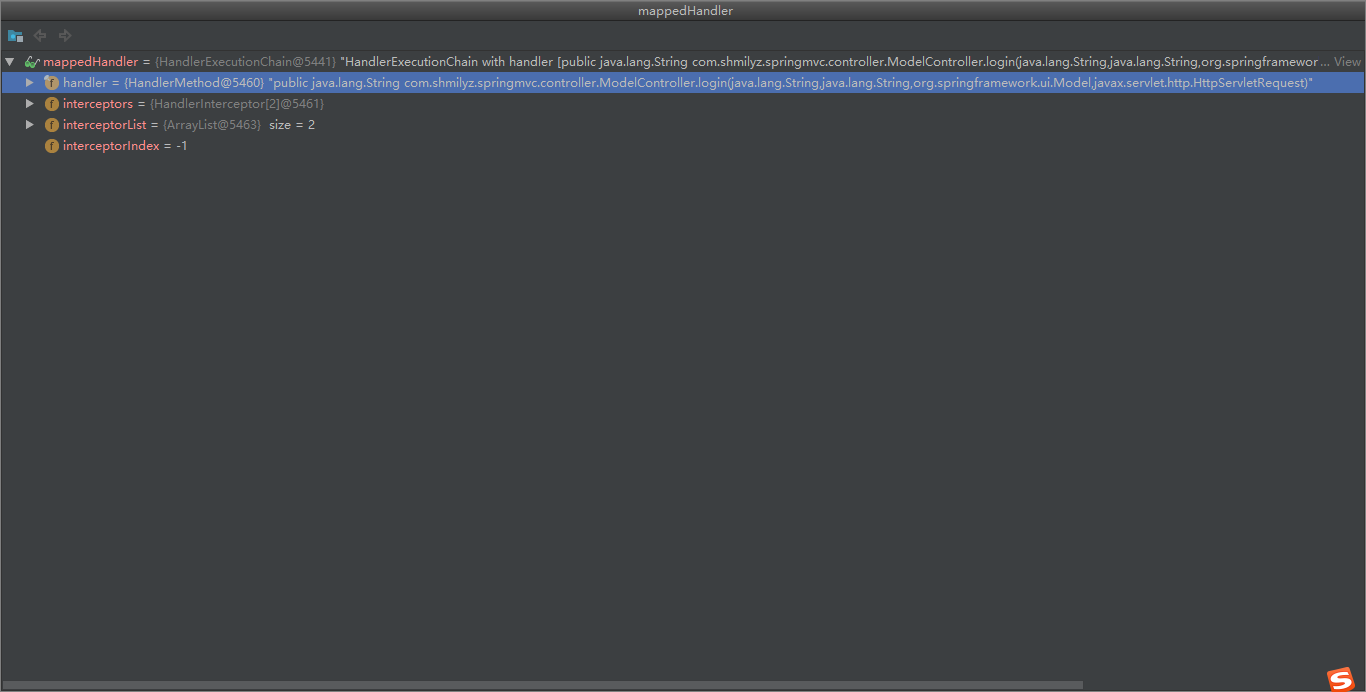 mappedHandler
mappedHandler = {HandlerExecutionChain@5441} "HandlerExecutionChain with handler [public java.lang.String com.shmilyz.springmvc.controller.ModelController.login(java.lang.String,java.lang.String,org.springframewor ... View
f handler = {HandlerMethod@5460} "public java.lang.String com.shmilyz.springmvc.controller.ModelController.login(java.lang.String,java.lang.String,org.springframework.ui.Model,javax.servlet.http.HttpServletRequest)"
f interceptors = {HandlerInterceptor[2]@5461}
f interceptorList = {ArrayList@5463} size = 2
f interceptorIndex = -1
S